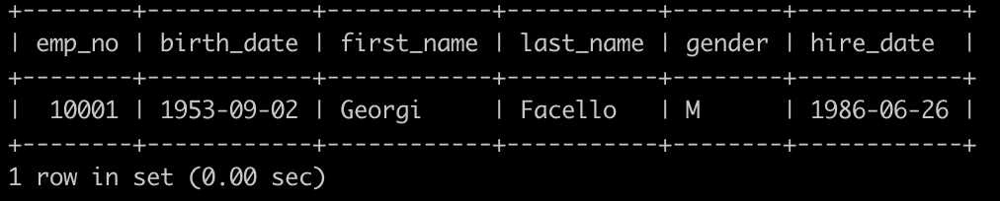 +--------+------------+------------+-----------+--------+------------+
| emp_no | birth_date | first_name | last_name | gender | hire_date  |
+--------+------------+------------+-----------+--------+------------+
|  10001 | 1953-09-02 | Georgi     | Facello   | M      | 1986-06-26 |
+--------+------------+------------+-----------+--------+------------+
1 row in set (0.00 sec)